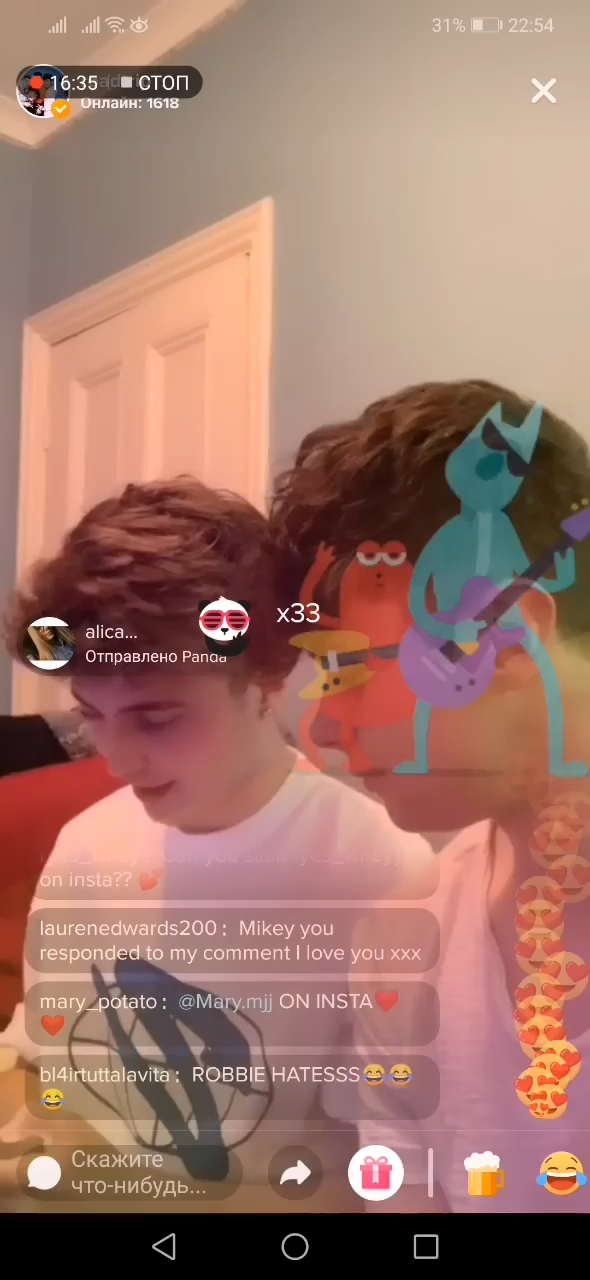 31% 22:54
16:35 СТОП
Онлайн: 1618
x33
alica...
Отправлено Panda
on insta?? 💕
laurenedwards200 : Mikey you
responded to my comment I love you xxx
mary_potato : @Mary.mjj ON INSTA❤️
❤️
bl4irtuttalavita : ROBBIE HATESSS😂😂
😂
Скажите
что-нибудь...